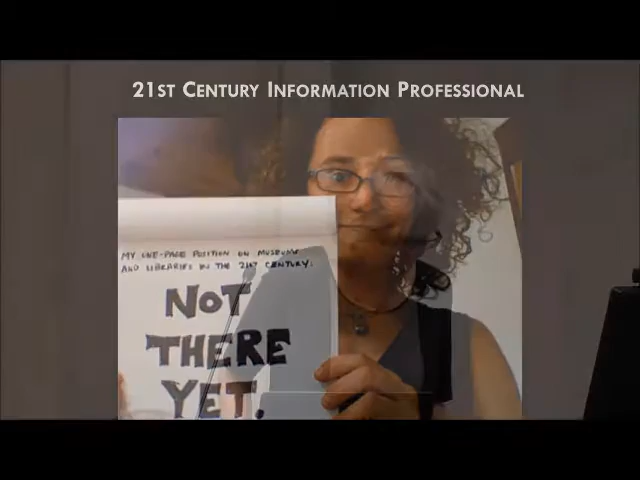 21st Century Information Professional
MY ONE-PAGE POSITION ON MUSEUMS
AND LIBRARIES IN THE 21ST CENTURY:
NOT
THERE
YET.